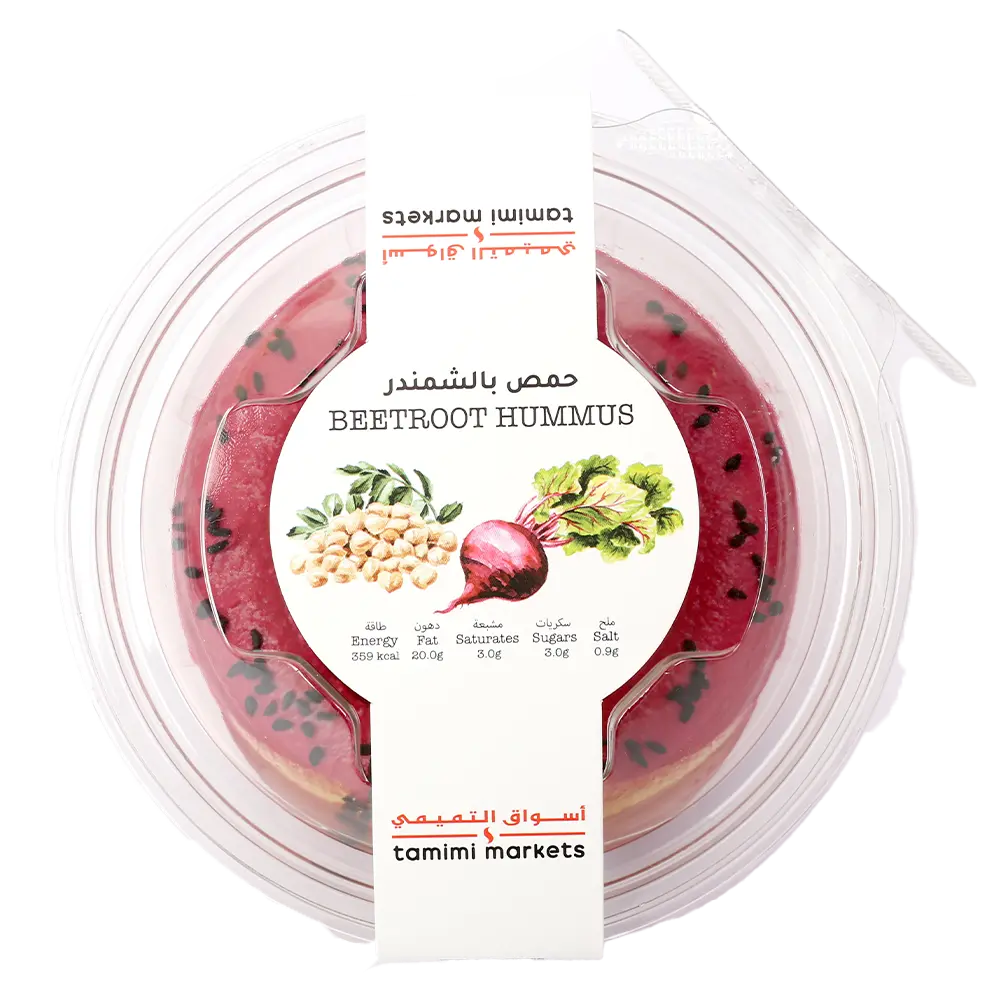 tamimi markets
أسواق التميمي
حمص بالشمندر
BEETROOT HUMMUS
طاقة دهون مشبعة سكريات ملح
Energy Fat Saturates Sugars Salt
359 kcal 20.0g 3.0g 3.0g 0.9g
أسواق التميمي
tamimi markets